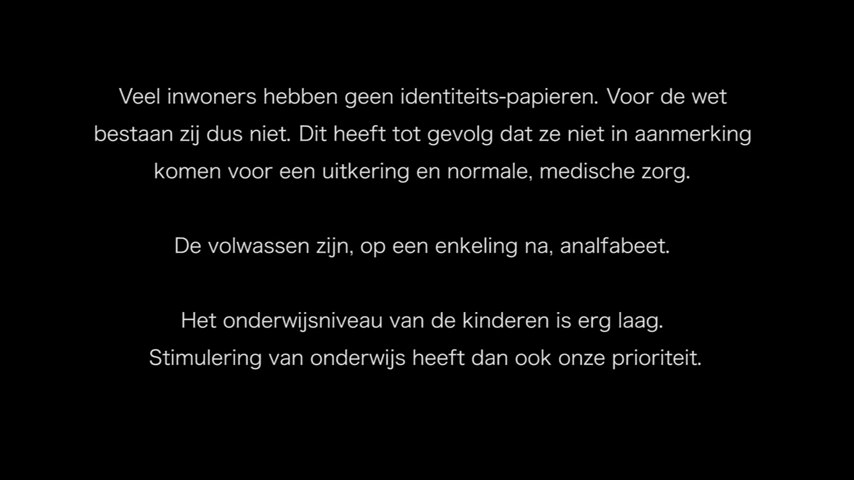 Veel inwoners hebben geen identiteits-papieren. Voor de wet
bestaan zij dus niet. Dit heeft tot gevolg dat ze niet in aanmerking
komen voor een uitkering en normale, medische zorg.
De volwassen zijn, op een enkeling na, analfabeet.
Het onderwijsniveau van de kinderen is erg laag.
Stimulering van onderwijs heeft dan ook onze prioriteit.